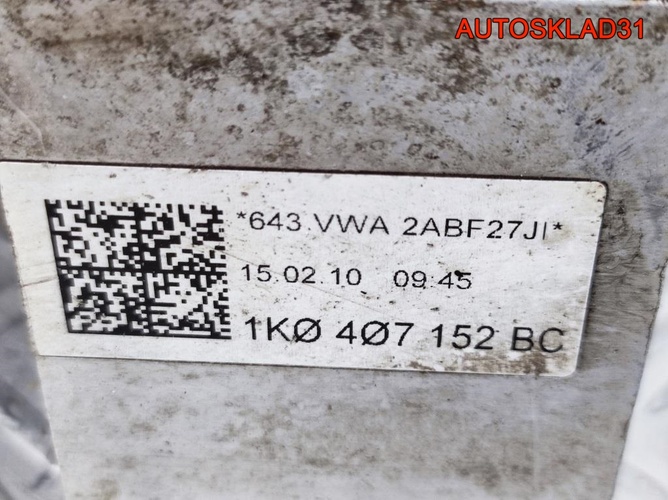 AUTOSKLAD31
*643.VWA 2ABF27JI*
15.02.10 09:45
1KØ 4Ø7 152 BC